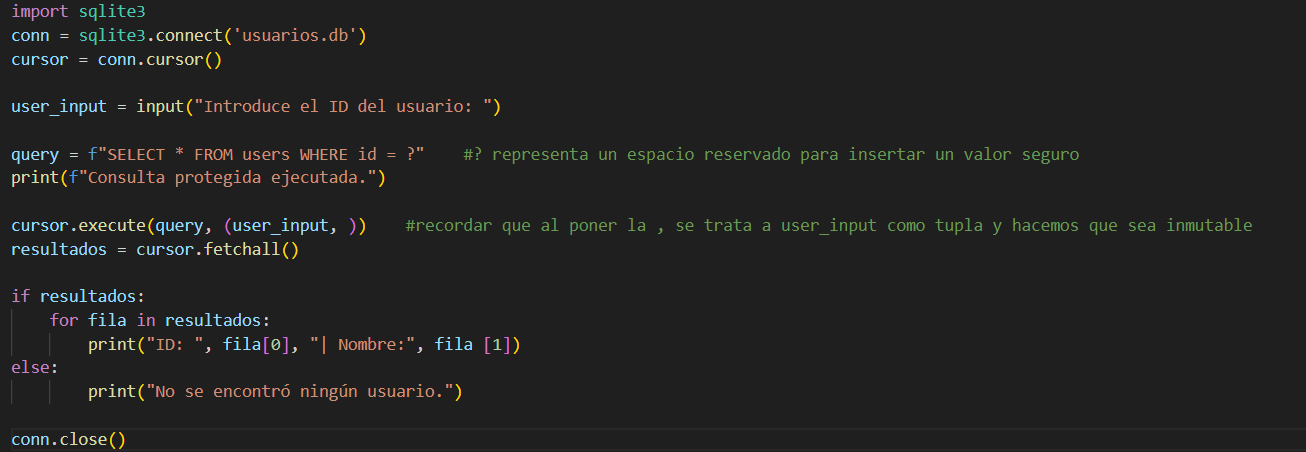 import sqlite3
conn = sqlite3.connect('usuarios.db')
cursor = conn.cursor()

user_input = input("Introduce el ID del usuario: ")

query = f"SELECT * FROM users WHERE id = ?"    #? representa un espacio reservado para insertar un valor seguro
print(f"Consulta protegida ejecutada.")

cursor.execute(query, (user_input, ))    #recordar que al poner la , se trata a user_input como tupla y hacemos que sea inmutable
resultados = cursor.fetchall()

if resultados:
    for fila in resultados:
        print("ID: ", fila[0], "| Nombre:", fila [1])
else:
        print("No se encontró ningún usuario.")

conn.close()